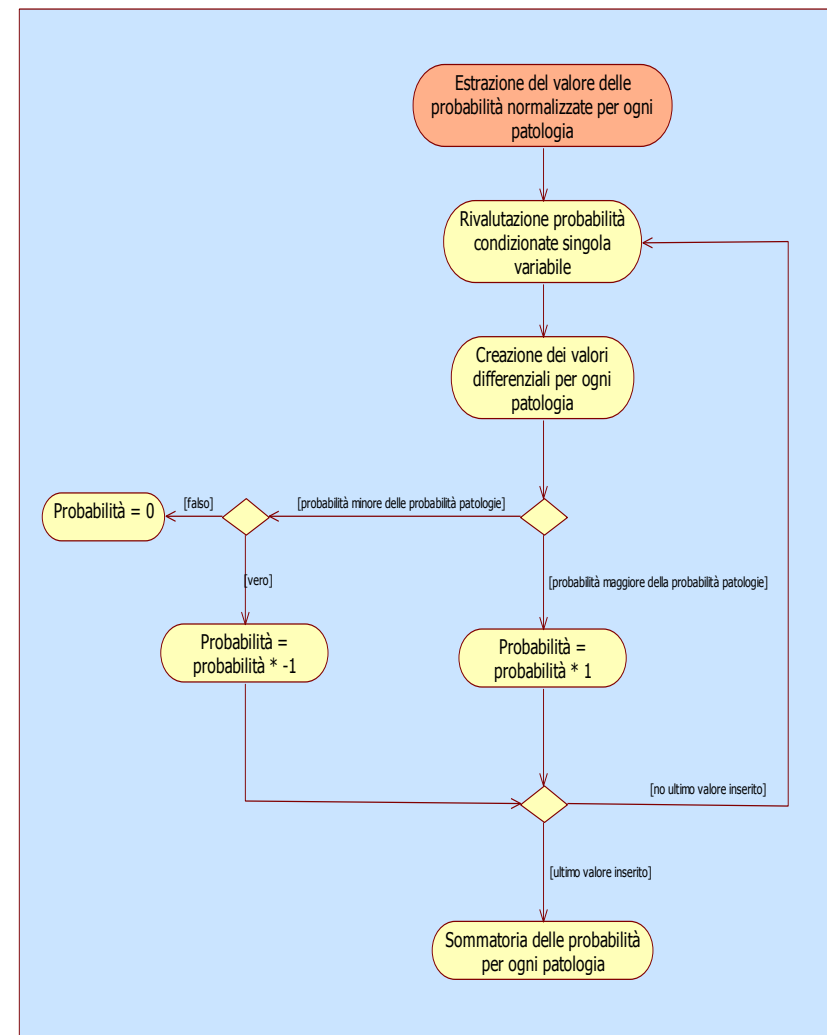 Estrazione del valore delle
probabilità normalizzate per ogni
patologia
Rivalutazione probabilità
condizionate singola
variabile
Creazione dei valori
differenziali per ogni
patologia
Probabilità = 0
[falso]
[probabilità minore delle probabilità patologie]
[vero]
[probabilità maggiore della probabilità patologie]
Probabilità =
probabilità * -1
Probabilità =
probabilità * 1
[no ultimo valore inserito]
[ultimo valore inserito]
Sommatoria delle probabilità
per ogni patologia